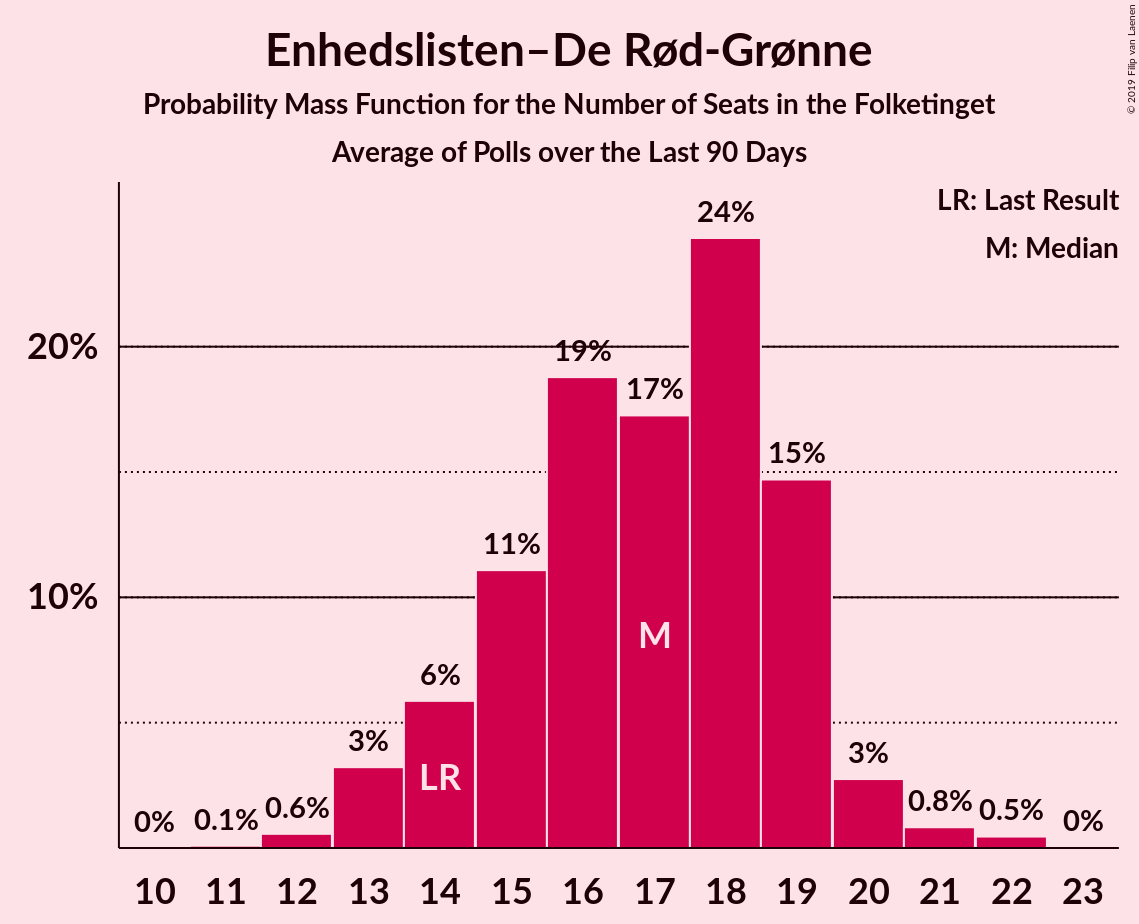 Enhedslisten–De Rød-Grønne
Probability Mass Function for the Number of Seats in the Folketinget
Average of Polls over the Last 90 Days
© 2019 Filip van Laenen
LR: Last Result
M: Median
24%
20%
19%
17%
15%
11%
10%
M
6%
3%
LR
3%
0%
0.1%
0.6%
0.8%
0.5%
0%
10 11 12 13 14 15 16 17 18 19 20 21 22 23